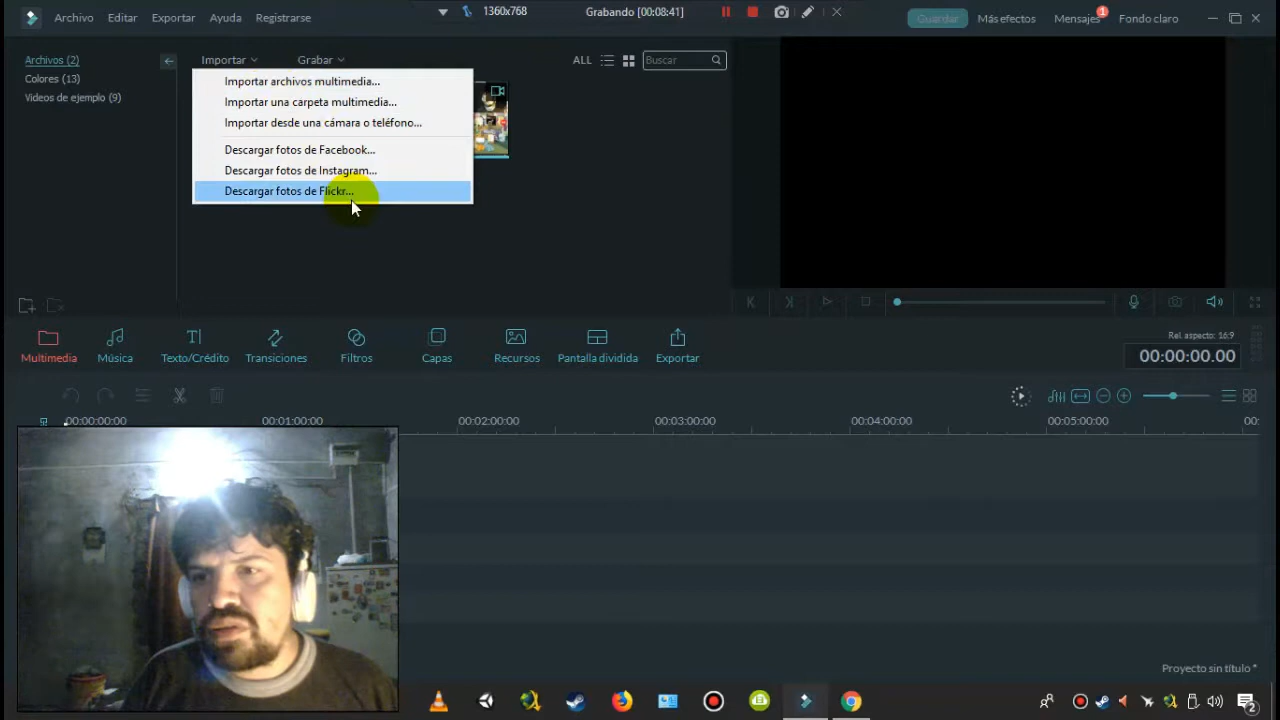 Archivo Editar Exportar Ayuda Registrarse 1360x768 Grabando [00:08:41] Guardar Más efectos Mensajes 1 Fondo claro
Archivos (2) Importar Grabar ALL Buscar
Colores (13)
Videos de ejemplo (9)
Importar archivos multimedia...
Importar una carpeta multimedia...
Importar desde una cámara o teléfono...
Descargar fotos de Facebook...
Descargar fotos de Instagram...
Descargar fotos de Flickr...
Multimedia Música Texto/Crédito Transiciones Filtros Capas Recursos Pantalla dividida Exportar
Rel. aspecto: 16:9
00:00:00.00
00:00:00:00 00:01:00:00 00:02:00:00 00:03:00:00 00:04:00:00 00:05:00:00 00:
Proyecto sin título *
2